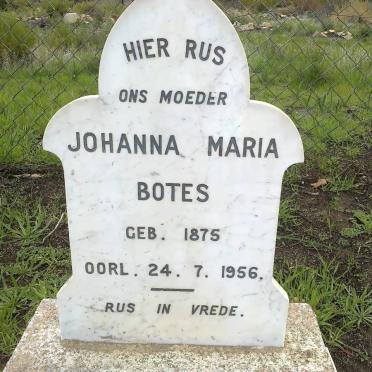 HIER RUS
ONS MOEDER
JOHANNA MARIA
BOTES
GEB. 1875
OORL. 24. 7. 1956.
RUS IN VREDE.